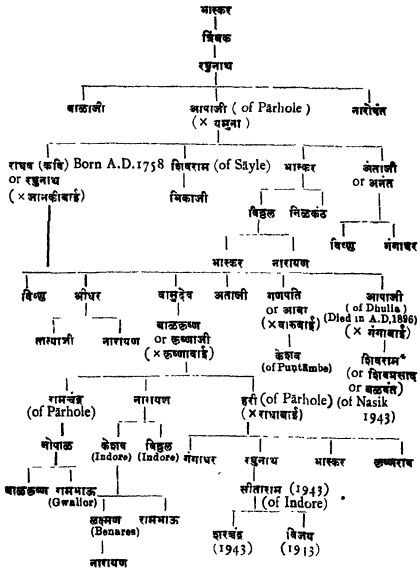 भास्कर
त्रिंबक
रघुनाथ
बाळाजी आपाजी ( of Pārhole) नारोपंत
( × यमुना )
राघव (कवि) Born A.D.1758 शिवराम (of Sāyle) भास्कर अंताजी
or रघुनाथ भिकाजी or अनंत
(×जानकीबाई)
विठ्ठल निळकंठ
विष्णु गंगाधर
भास्कर नारायण
विष्णु श्रीधर वासुदेव अताजी गणपति आपाजी
or आबा (of Dhulla)
(×वारुबाई) (Died in A.D,1896)
(× गंगाबाई)
तात्याजी नारायण बाळकृष्ण
or कृष्णाजी
(×कृष्णाबाई)
केशव शिवराम
(of Puntāmbe) (or शिवप्रसाद
or बळवंत)
रामचंद्र नारायण हरी (of Pārhole) (of Nasik
(of Pārhole) (×राधाबाई) 1943)
गोपाळ केशव विठ्ठल गंगाधर रघुनाथ भास्कर कृष्णराव
(Indore) (Indore)
बाळकृष्ण रामभाऊ
(Gwallor)
सीताराम (1943)
(of Indore)
लक्ष्मण रामभाऊ
(Benares)
शरचंद्र विजय
(1943) (1913)
नारायण